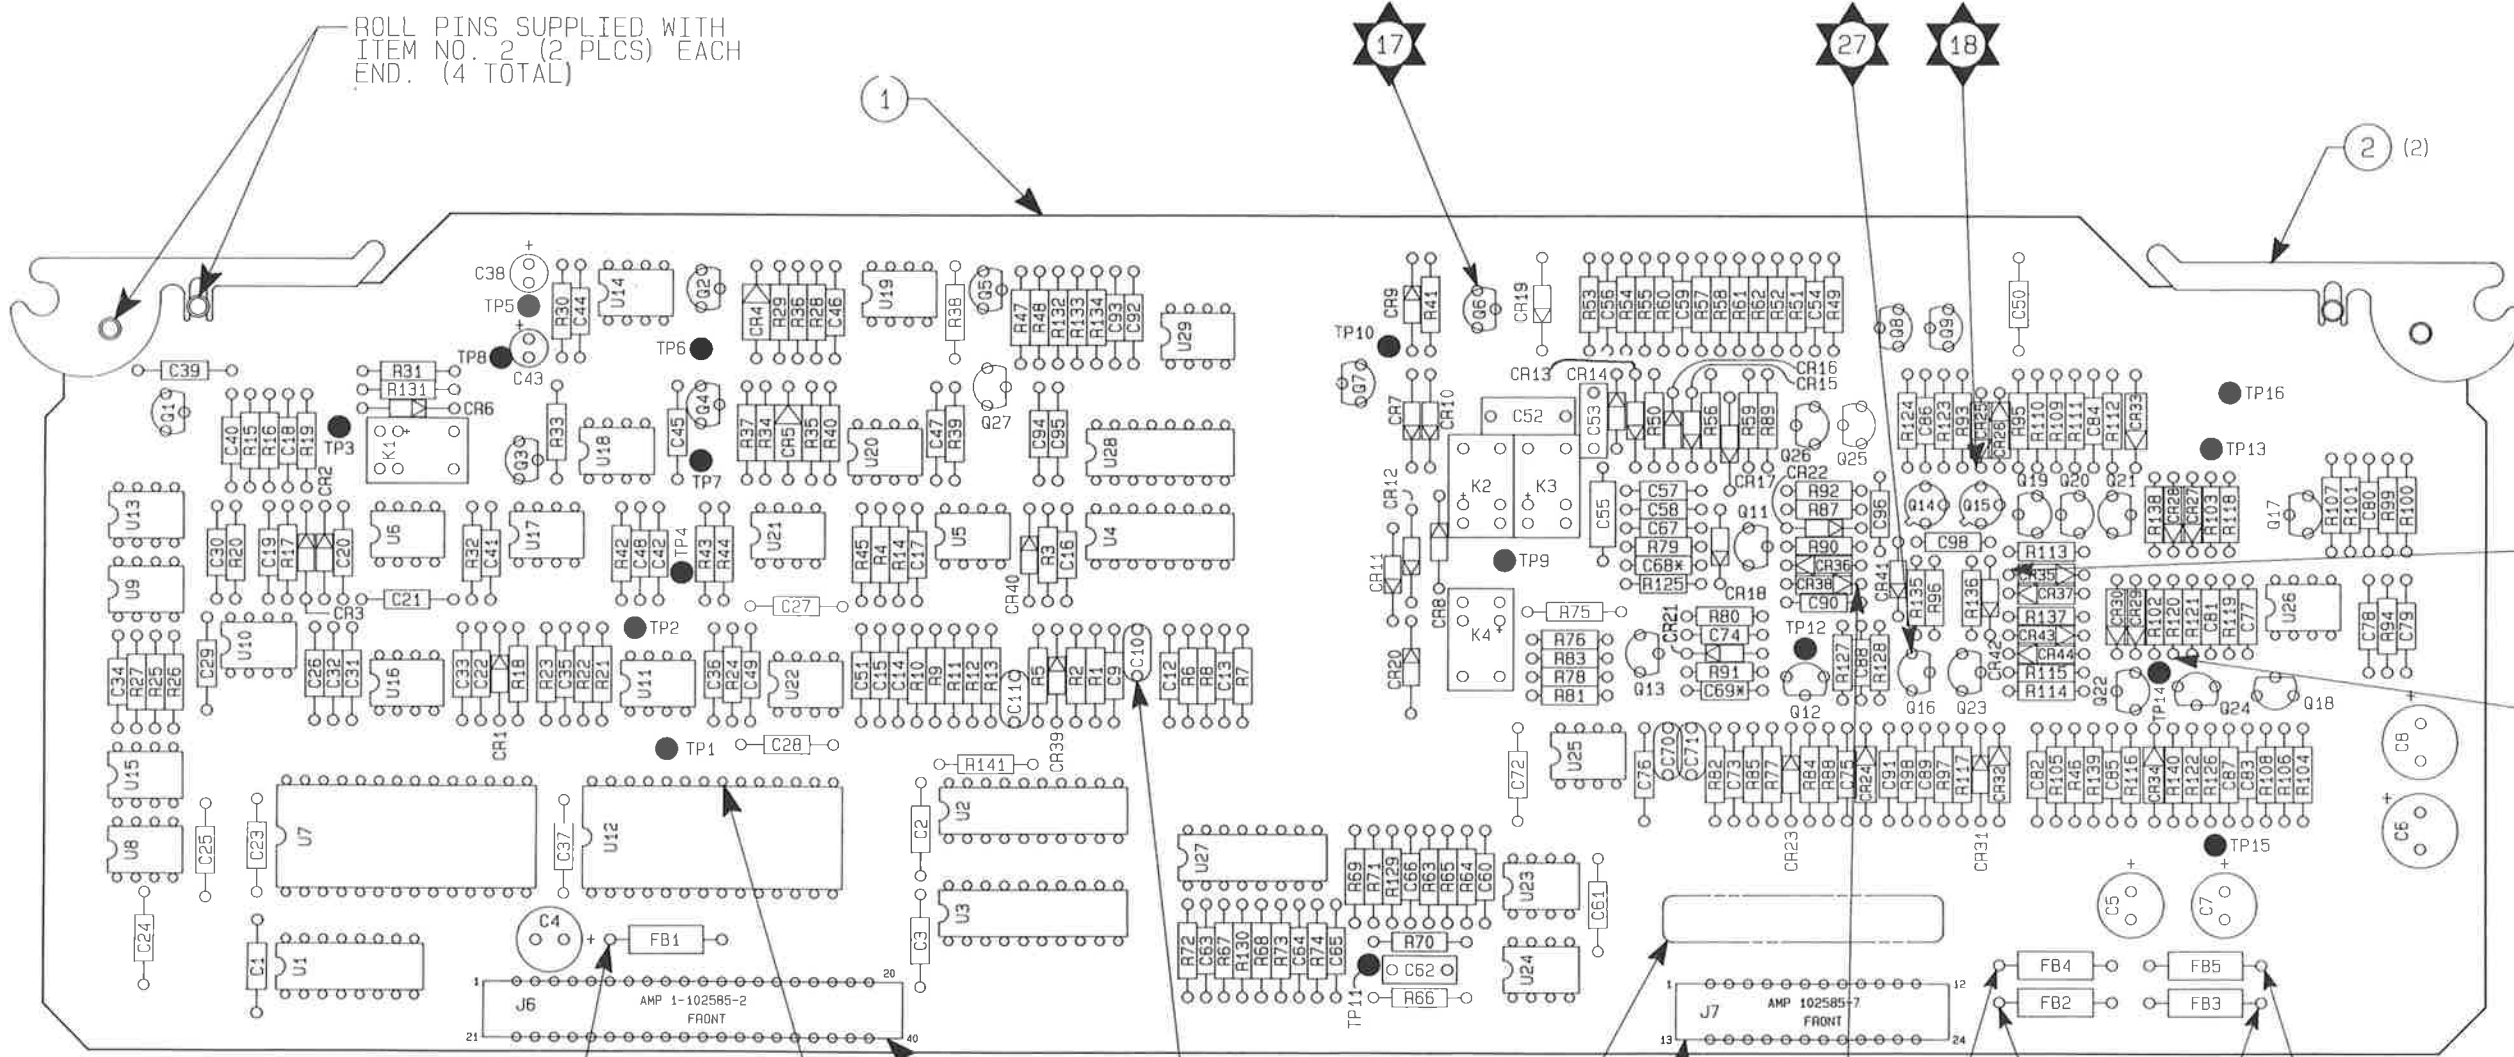 ROLL PINS SUPPLIED WITH
ITEM NO. 2 (2 PLCS) EACH
END. (4 TOTAL)
17
27
18
1
2 (2)
C38
TP5
R30
C44
U14
Q2
CR4
R29
R36
R28
C46
U19
R38
Q5
R47
R48
R132
R133
R134
C93
C92
U29
CR9
R41
Q6
CR19
R53
C56
R54
R55
R60
C59
R57
R58
R61
R62
R52
R51
C54
R49
Q8
Q9
C50
TP8
C43
TP6
TP10
C39
R31
R131
CR6
Q7
CR13
CR14
CR16
CR15
Q1
C40
R15
R16
C18
R19
TP3
CR2
K1
Q3
R33
U18
C45
Q4
TP7
R37
R34
CR5
R35
R40
U20
C47
R39
Q27
C94
C95
U28
CR7
CR10
C52
C53
R50
R56
R59
R89
CR17
Q26
Q25
CR22
R124
C86
R123
R93
CR25
CR26
R95
R110
R109
R111
C84
R112
CR33
TP16
TP13
U13
C30
R20
C19
R17
C20
U6
R32
C41
U17
R42
C48
C42
TP4
R43
R44
U21
R45
R4
R14
C17
U5
CR40
R3
C16
U4
CR12
CR11
CR8
K2
K3
C55
TP9
C57
C58
C67
R79
C68*
R125
CR18
Q11
R92
R87
R90
CR36
CR38
C90
C96
CR41
Q14
Q15
C98
R135
R96
R136
CR42
Q19
Q20
Q21
R113
CR35
CR37
R137
CR43
CR44
R115
R114
R138
CR28
CR27
R103
R118
Q17
R107
R101
C80
R99
R100
U9
CR3
C21
C27
TP2
U10
C29
C34
R27
R25
R26
C26
C32
C31
U16
C33
C22
CR1
R18
R23
C35
R22
R21
U11
C36
R24
C49
U22
C51
C15
C14
R10
R9
R11
R12
R13
C11
R5
CR39
R2
R1
C9
C10
C12
R6
R8
C13
R7
CR20
K4
R75
R76
R83
R78
R81
Q13
CR21
R80
C74
R91
C69*
TP12
Q12
R127
C88
R128
Q16
Q23
CR30
CR29
R102
R120
R121
C81
R119
C77
U26
C78
R94
C79
Q22
TP14
Q24
Q18
TP1
C28
R141
U15
U7
U12
C37
U2
C2
U8
C25
C23
C72
U25
C76
C70
C71
R82
C73
R85
R77
CR23
R84
R88
C75
CR24
C91
R98
C89
R97
R117
CR31
CR32
C82
R105
R46
R139
C85
R116
CR34
R140
R122
R126
C87
C83
R108
R106
R104
C8
C6
TP15
C24
C1
U1
C4
FB1
C3
U3
U27
R69
R71
R129
C66
R63
R65
R64
C60
U23
C61
R72
C63
R67
R130
R68
R73
C64
R74
C65
R70
C62
R66
TP11
U24
C5
C7
FB4
FB5
FB2
FB3
1
20
J6
AMP 1-102585-2
FRONT
21
40
1
12
J7
AMP 102585-7
FRONT
13
24